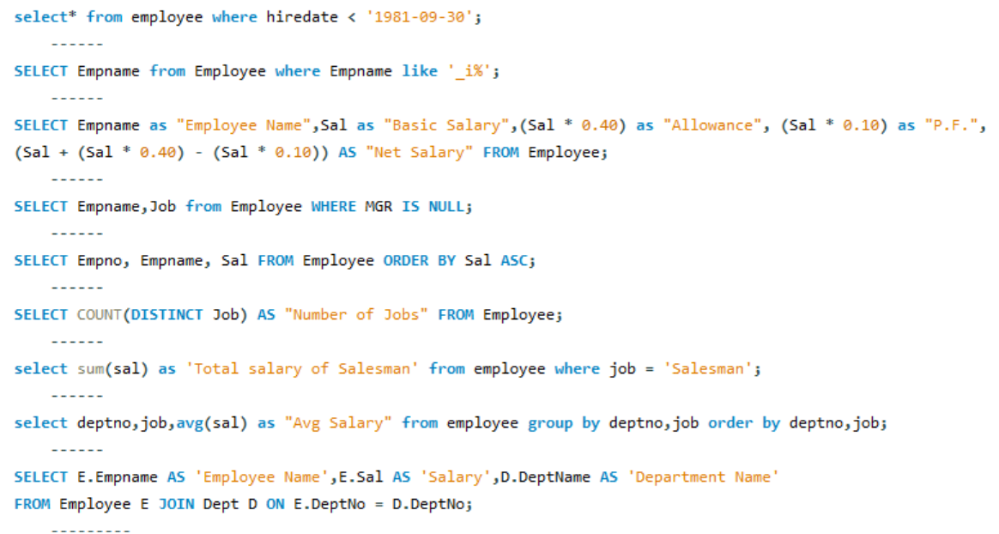 select* from employee where hiredate < '1981-09-30';
------
SELECT Empname from Employee where Empname like '_i%';
------
SELECT Empname as "Employee Name",Sal as "Basic Salary",(Sal * 0.40) as "Allowance", (Sal * 0.10) as "P.F.",
(Sal + (Sal * 0.40) - (Sal * 0.10)) AS "Net Salary" FROM Employee;
------
SELECT Empname,Job from Employee WHERE MGR IS NULL;
------
SELECT Empno, Empname, Sal FROM Employee ORDER BY Sal ASC;
------
SELECT COUNT(DISTINCT Job) AS "Number of Jobs" FROM Employee;
------
select sum(sal) as 'Total salary of Salesman' from employee where job = 'Salesman';
------
select deptno,job,avg(sal) as "Avg Salary" from employee group by deptno,job order by deptno,job;
------
SELECT E.Empname AS 'Employee Name',E.Sal AS 'Salary',D.DeptName AS 'Department Name'
FROM Employee E JOIN Dept D ON E.DeptNo = D.DeptNo;
---------